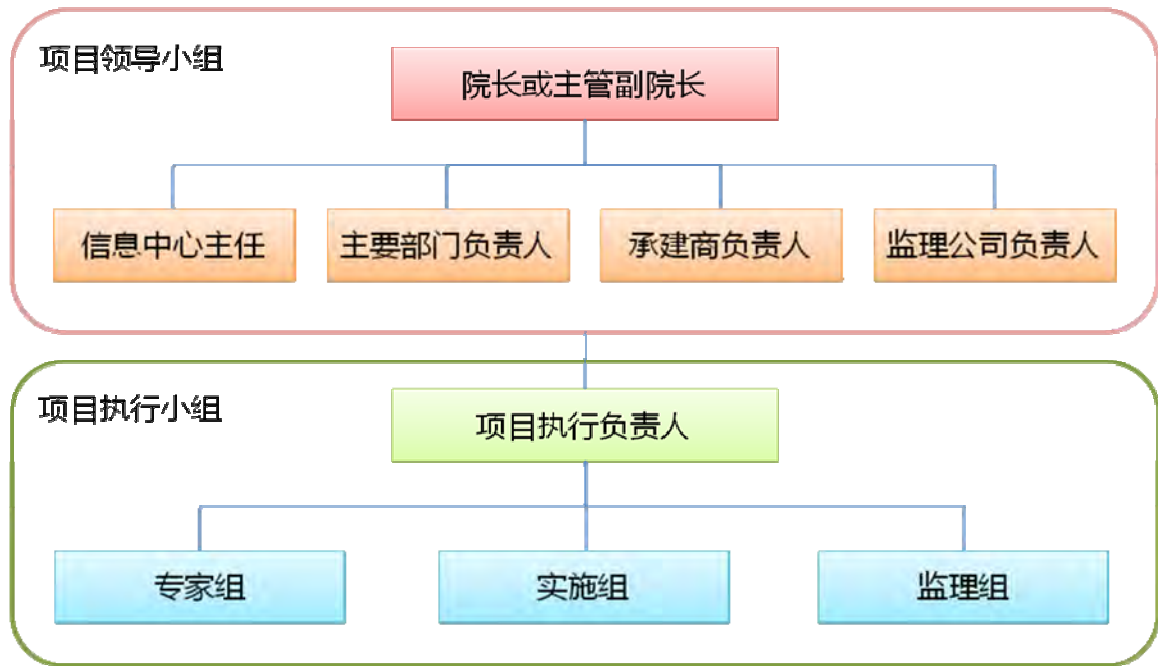 项目领导小组
院长或主管副院长
信息中心主任
主要部门负责人
承建商负责人
监理公司负责人
项目执行小组
项目执行负责人
专家组
实施组
监理组